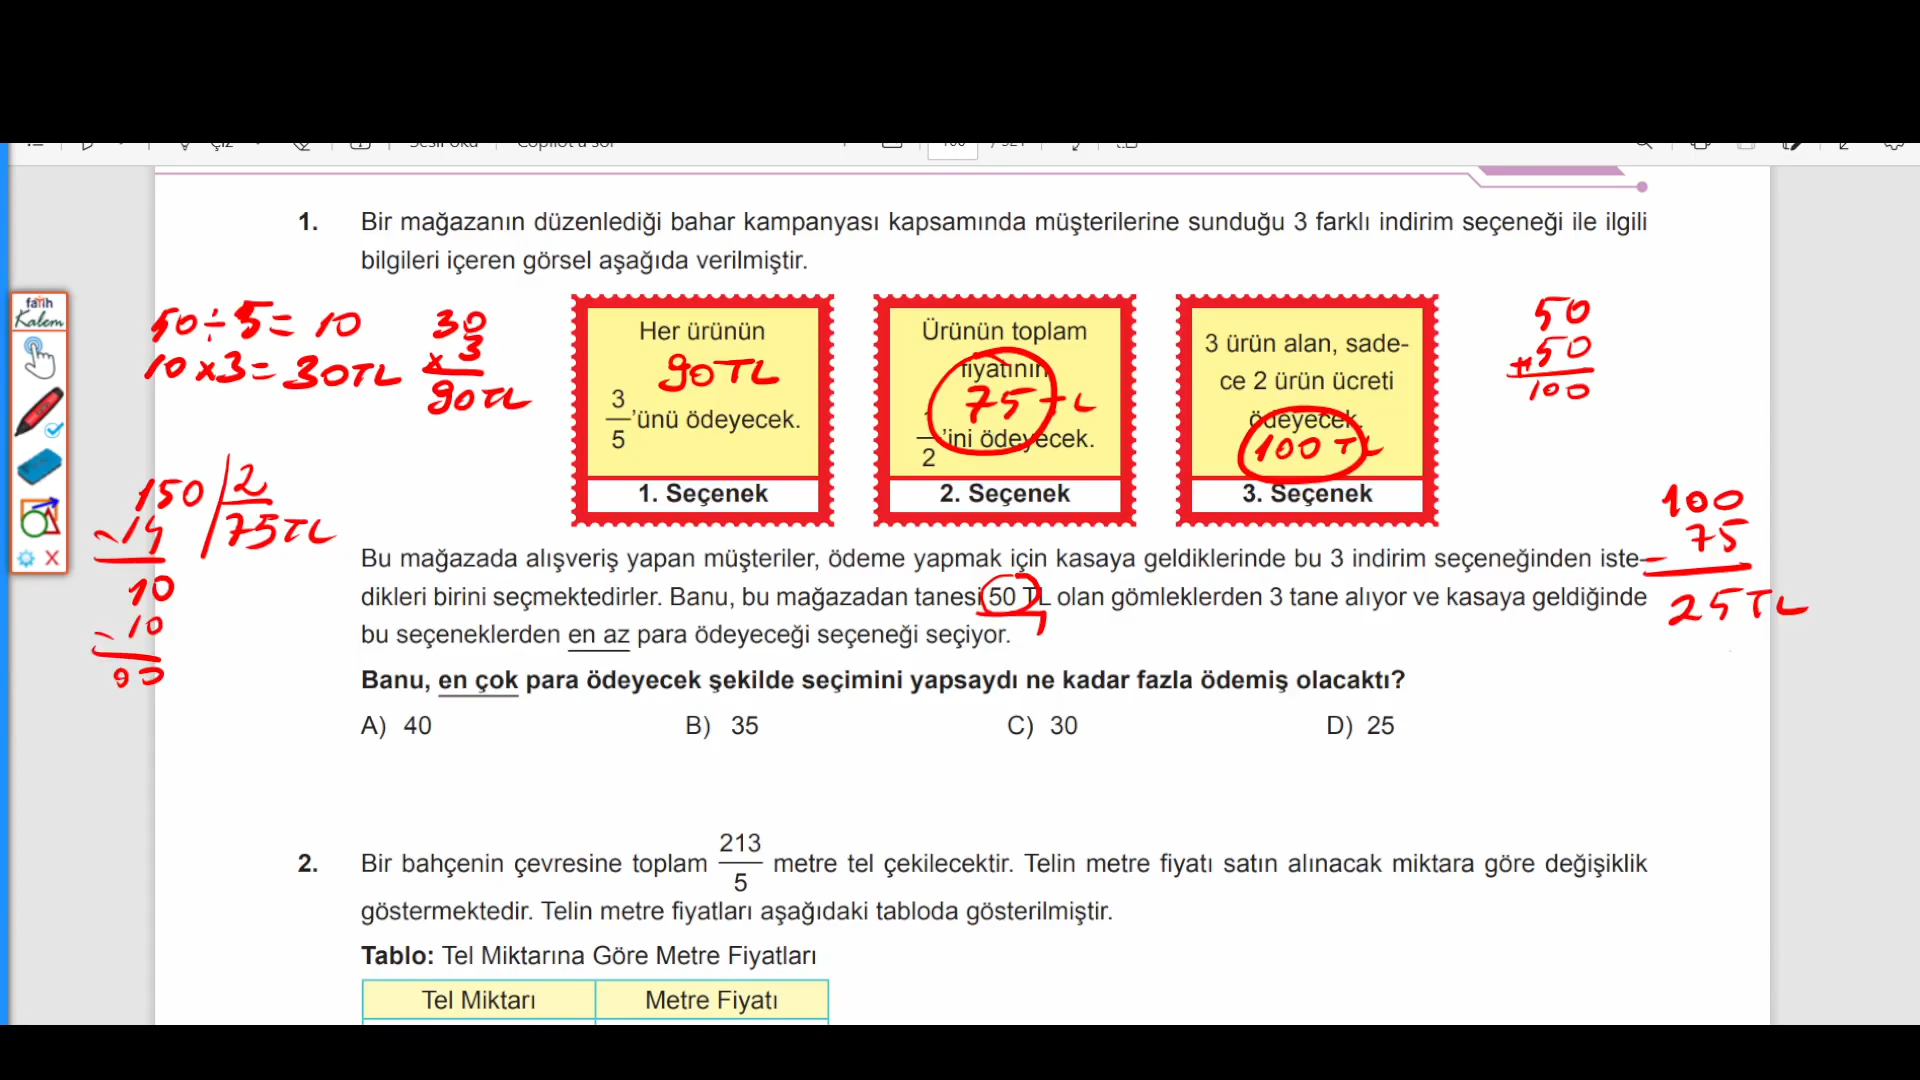 1. Bir mağazanın düzenlediği bahar kampanyası kapsamında müşterilerine sunduğu 3 farklı indirim seçeneği ile ilgili
bilgileri içeren görsel aşağıda verilmiştir.
fatih
Kalem
50 ÷ 5 = 10
10 x 3 = 30TL
30
x 3
90TL
Her ürünün
90TL
3/5 'ünü ödeyecek.
1. Seçenek
Ürünün toplam
fiyatının
75TL
/2 'ini ödeyecek.
2. Seçenek
3 ürün alan, sade-
ce 2 ürün ücreti
ödeyecek.
100 TL
3. Seçenek
50
+50
100
150 / 2
75TL
-14
10
-10
00
100
- 75
25TL
Bu mağazada alışveriş yapan müşteriler, ödeme yapmak için kasaya geldiklerinde bu 3 indirim seçeneğinden iste-
dikleri birini seçmektedirler. Banu, bu mağazadan tanesi 50 TL olan gömleklerden 3 tane alıyor ve kasaya geldiğinde
bu seçeneklerden en az para ödeyeceği seçeneği seçiyor.
Banu, en çok para ödeyecek şekilde seçimini yapsaydı ne kadar fazla ödemiş olacaktı?
A) 40 B) 35 C) 30 D) 25
2. Bir bahçenin çevresine toplam 213/5 metre tel çekilecektir. Telin metre fiyatı satın alınacak miktara göre değişiklik
göstermektedir. Telin metre fiyatları aşağıdaki tabloda gösterilmiştir.
Tablo: Tel Miktarına Göre Metre Fiyatları
Tel Miktarı Metre Fiyatı